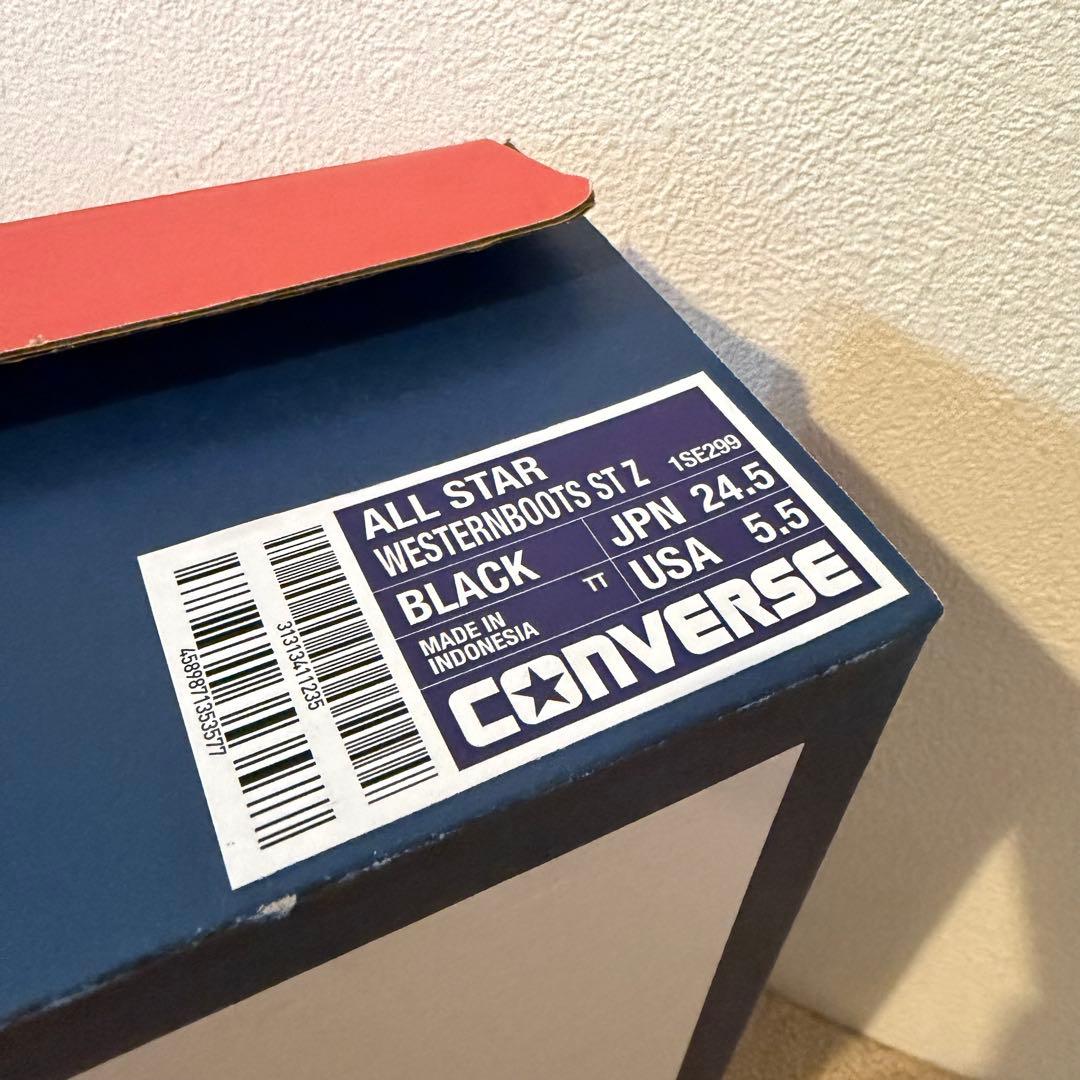 ALL STAR
WESTERNBOOTS ST Z 1SE299
BLACK
JPN 24.5
TT
USA 5.5
MADE IN
INDONESIA
CONVERSE
31313411235
4589871353577